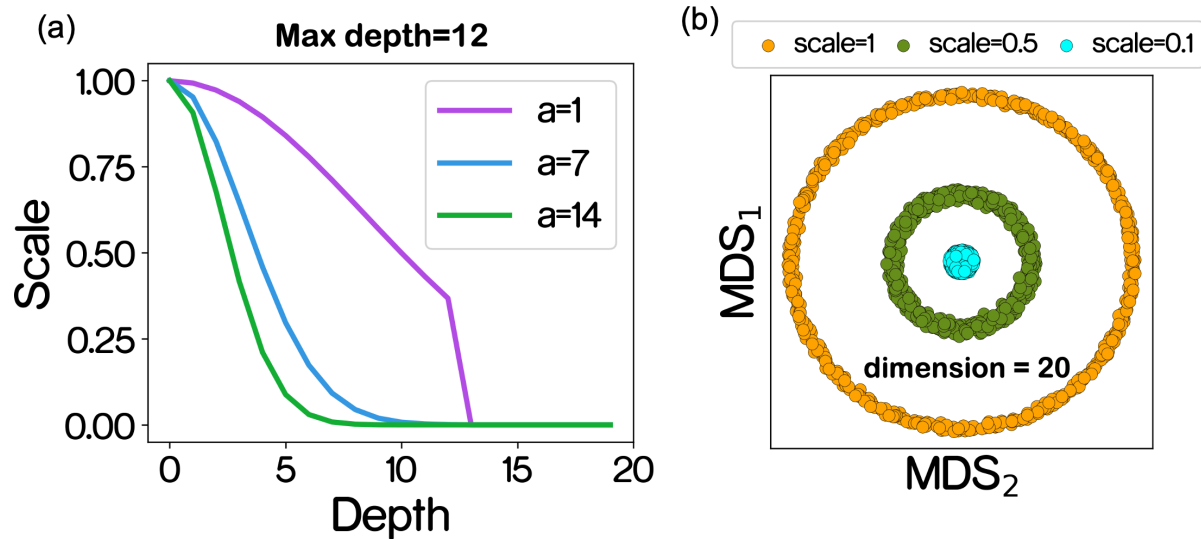 (a)
Max depth=12
Scale
1.00
0.75
0.50
0.25
0.00
a=1
a=7
a=14
0 5 10 15 20
Depth
(b)
scale=1 scale=0.5 scale=0.1
MDS₁
dimension = 20
MDS₂